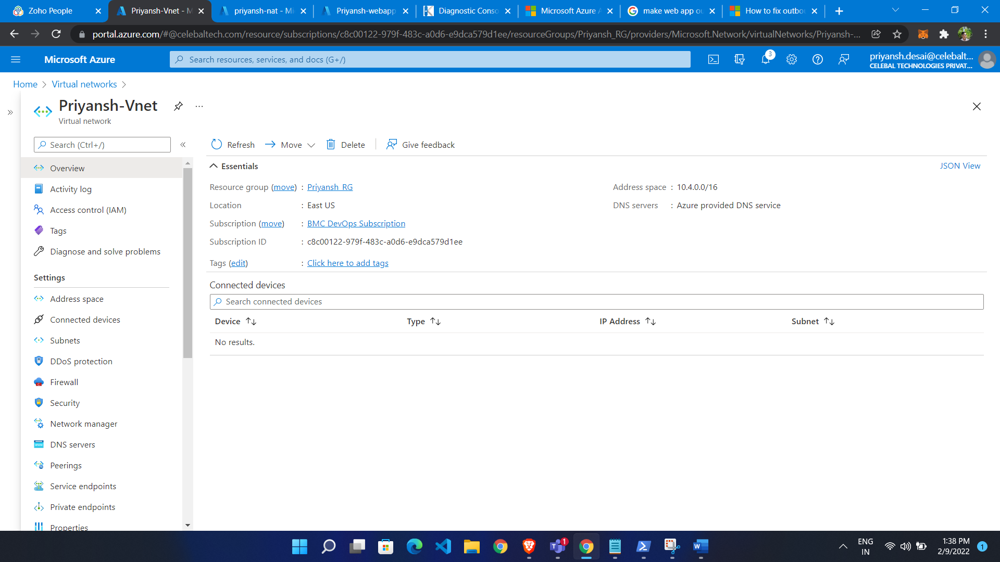 Zoho People
Priyansh-Vnet - M
priyansh-nat - Mi
Priyansh-webapp
Diagnostic Conso
Microsoft Azure A
make web app ou
How to fix outbou
portal.azure.com/#@celebaltech.com/resource/subscriptions/c8c00122-979f-483c-a0d6-e9dca579d1ee/resourceGroups/Priyansh_RG/providers/Microsoft.Network/virtualNetworks/Priyansh-...
Microsoft Azure
Search resources, services, and docs (G+/)
3
priyansh.desai@celebalt...
CELEBAL TECHNOLOGIES PRIVAT...
Home > Virtual networks >
Priyansh-Vnet
Virtual network
Search (Ctrl+/)
Overview
Activity log
Access control (IAM)
Tags
Diagnose and solve problems
Settings
Address space
Connected devices
Subnets
DDoS protection
Firewall
Security
Network manager
DNS servers
Peerings
Service endpoints
Private endpoints
Properties
Refresh
Move
Delete
Give feedback
Essentials
JSON View
Resource group (move) : Priyansh_RG
Location : East US
Subscription (move) : BMC DevOps Subscription
Subscription ID : c8c00122-979f-483c-a0d6-e9dca579d1ee
Tags (edit) : Click here to add tags
Address space : 10.4.0.0/16
DNS servers : Azure provided DNS service
Connected devices
Search connected devices
Device Type IP Address Subnet
No results.
1
ENG
IN
1:38 PM
2/9/2022
1